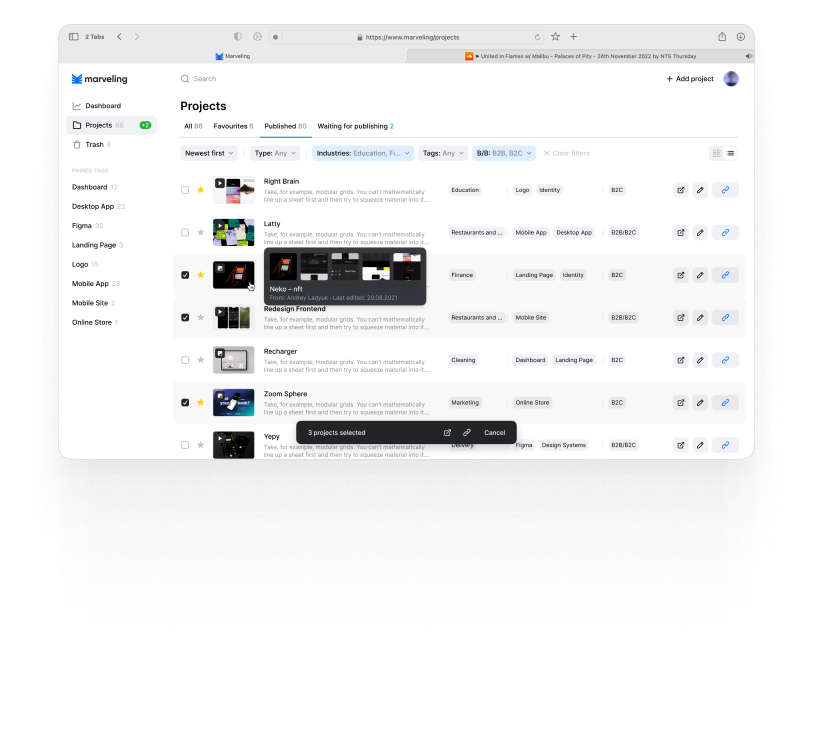 2 Tabs
https://www.marveling/projects
Marveling
United In Flames w/ Malibu - Palaces of Pity - 24th November 2022 by NTS Thursday
marveling
Search
+ Add project
Dashboard
Projects 86 +2
Trash 6
PINNED TAGS
Dashboard 12
Desktop App 22
Figma 30
Landing Page 3
Logo 15
Mobile App 28
Mobile Site 2
Online Store 1
Projects
All 86 Favourites 6 Published 80 Waiting for publishing 2
Newest first Type: Any Industries: Education, Fi... Tags: Any B/B: B2B, B2C Clear filters
Right Brain
Take, for example, modular grids. You can't mathematically
line up a sheet first and then try to squeeze material into it....
Education Logo Identity B2C
Latty
Take, for example, modular grids. You can't mathematically
line up a sheet first and then try to squeeze material into it....
Restaurants and ... Mobile App Desktop App B2B/B2C
Neko – nft
From: Andrey Ladyuk · Last edited: 20.08.2021
Finance Landing Page Identity B2C
Redesign Frontend
Take, for example, modular grids. You can't mathematically
line up a sheet first and then try to squeeze material into it....
Restaurants and ... Mobile Site B2B/B2C
Recharger
Take, for example, modular grids. You can't mathematically
line up a sheet first and then try to squeeze material into it....
Cleaning Dashboard Landing Page B2C
Zoom Sphere
Take, for example, modular grids. You can't mathematically
line up a sheet first and then try to squeeze material into it....
Marketing Online Store B2C
3 projects selected Cancel
Yepy
Take, for example, modular grids. You can't mathematically
line up a sheet first and then try to squeeze material into it....
Delivery Figma Design Systems B2B/B2C